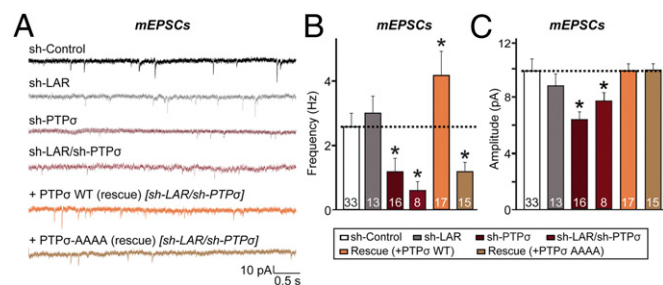 A
mEPSCs
sh-Control
sh-LAR
sh-PTPσ
sh-LAR/sh-PTPσ
+ PTPσ WT (rescue) [sh-LAR/sh-PTPσ]
+ PTPσ-AAAA (rescue) [sh-LAR/sh-PTPσ]
10 pA
0.5 s
B
mEPSCs
Frequency (Hz)
4
2
0
* * * *
33 13 16 8 17 15
C
mEPSCs
Amplitude (pA)
12
9
6
3
0
* *
33 13 16 8 17 15
sh-Control sh-LAR sh-PTPσ sh-LAR/sh-PTPσ
Rescue (+PTPσ WT) Rescue (+PTPσ AAAA)